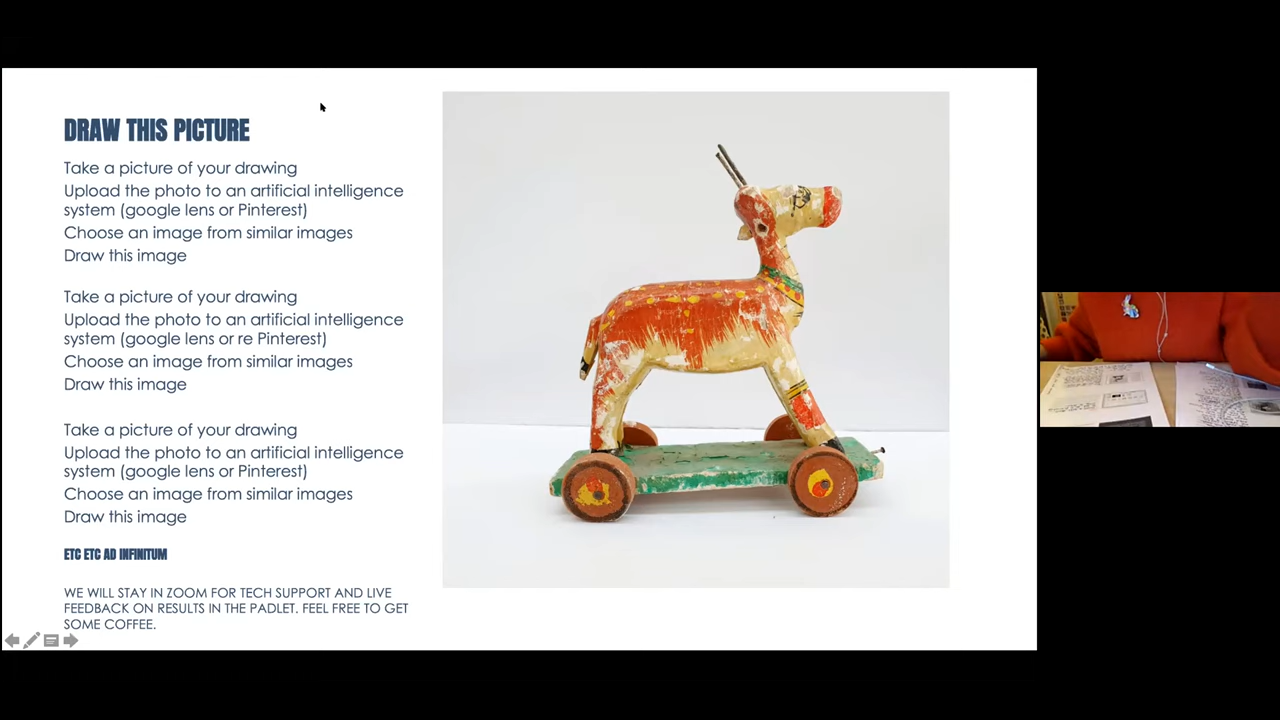 DRAW THIS PICTURE
Take a picture of your drawing
Upload the photo to an artificial intelligence
system (google lens or Pinterest)
Choose an image from similar images
Draw this image
Take a picture of your drawing
Upload the photo to an artificial intelligence
system (google lens or re Pinterest)
Choose an image from similar images
Draw this image
Take a picture of your drawing
Upload the photo to an artificial intelligence
system (google lens or Pinterest)
Choose an image from similar images
Draw this image
ETC ETC AD INFINITUM
WE WILL STAY IN ZOOM FOR TECH SUPPORT AND LIVE
FEEDBACK ON RESULTS IN THE PADLET. FEEL FREE TO GET
SOME COFFEE.